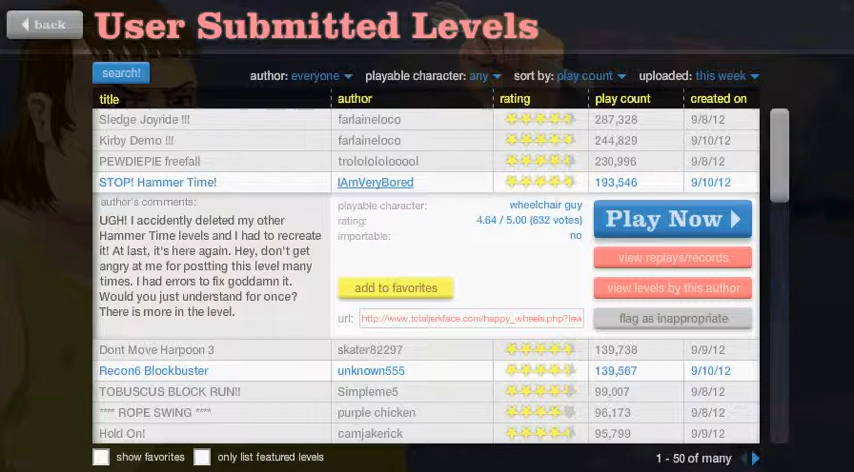 back
User Submitted Levels
search!
author: everyone playable character: any sort by: play count uploaded: this week
title author rating play count created on
Sledge Joyride !!! farlaineloco 287,328 9/8/12
Kirby Demo !!! farlaineloco 244,829 9/10/12
PEWDIEPIE freefall trolololololoool 230,996 9/8/12
STOP! Hammer Time! IAmVeryBored 193,546 9/10/12
author's comments:
UGH! I accidently deleted my other
Hammer Time levels and I had to recreate
it! At last, it's here again. Hey, don't get
angry at me for postting this level many
times. I had errors to fix goddamn it.
Would you just understand for once?
There is more in the level.
playable character: wheelchair guy
rating: 4.64 / 5.00 (632 votes)
importable: no
add to favorites
url: http://www.totaljerkface.com/happy_wheels.php?lev
Play Now
view replays/records
view levels by this author
flag as inappropriate
Dont Move Harpoon 3 skater82297 139,738 9/9/12
Recon6 Blockbuster unknown555 139,567 9/10/12
TOBUSCUS BLOCK RUN!! Simpleme5 99,007 9/8/12
**** ROPE SWING **** purple chicken 96,173 9/8/12
Hold On! camjakerick 95,799 9/9/12
show favorites only list featured levels 1 - 50 of many